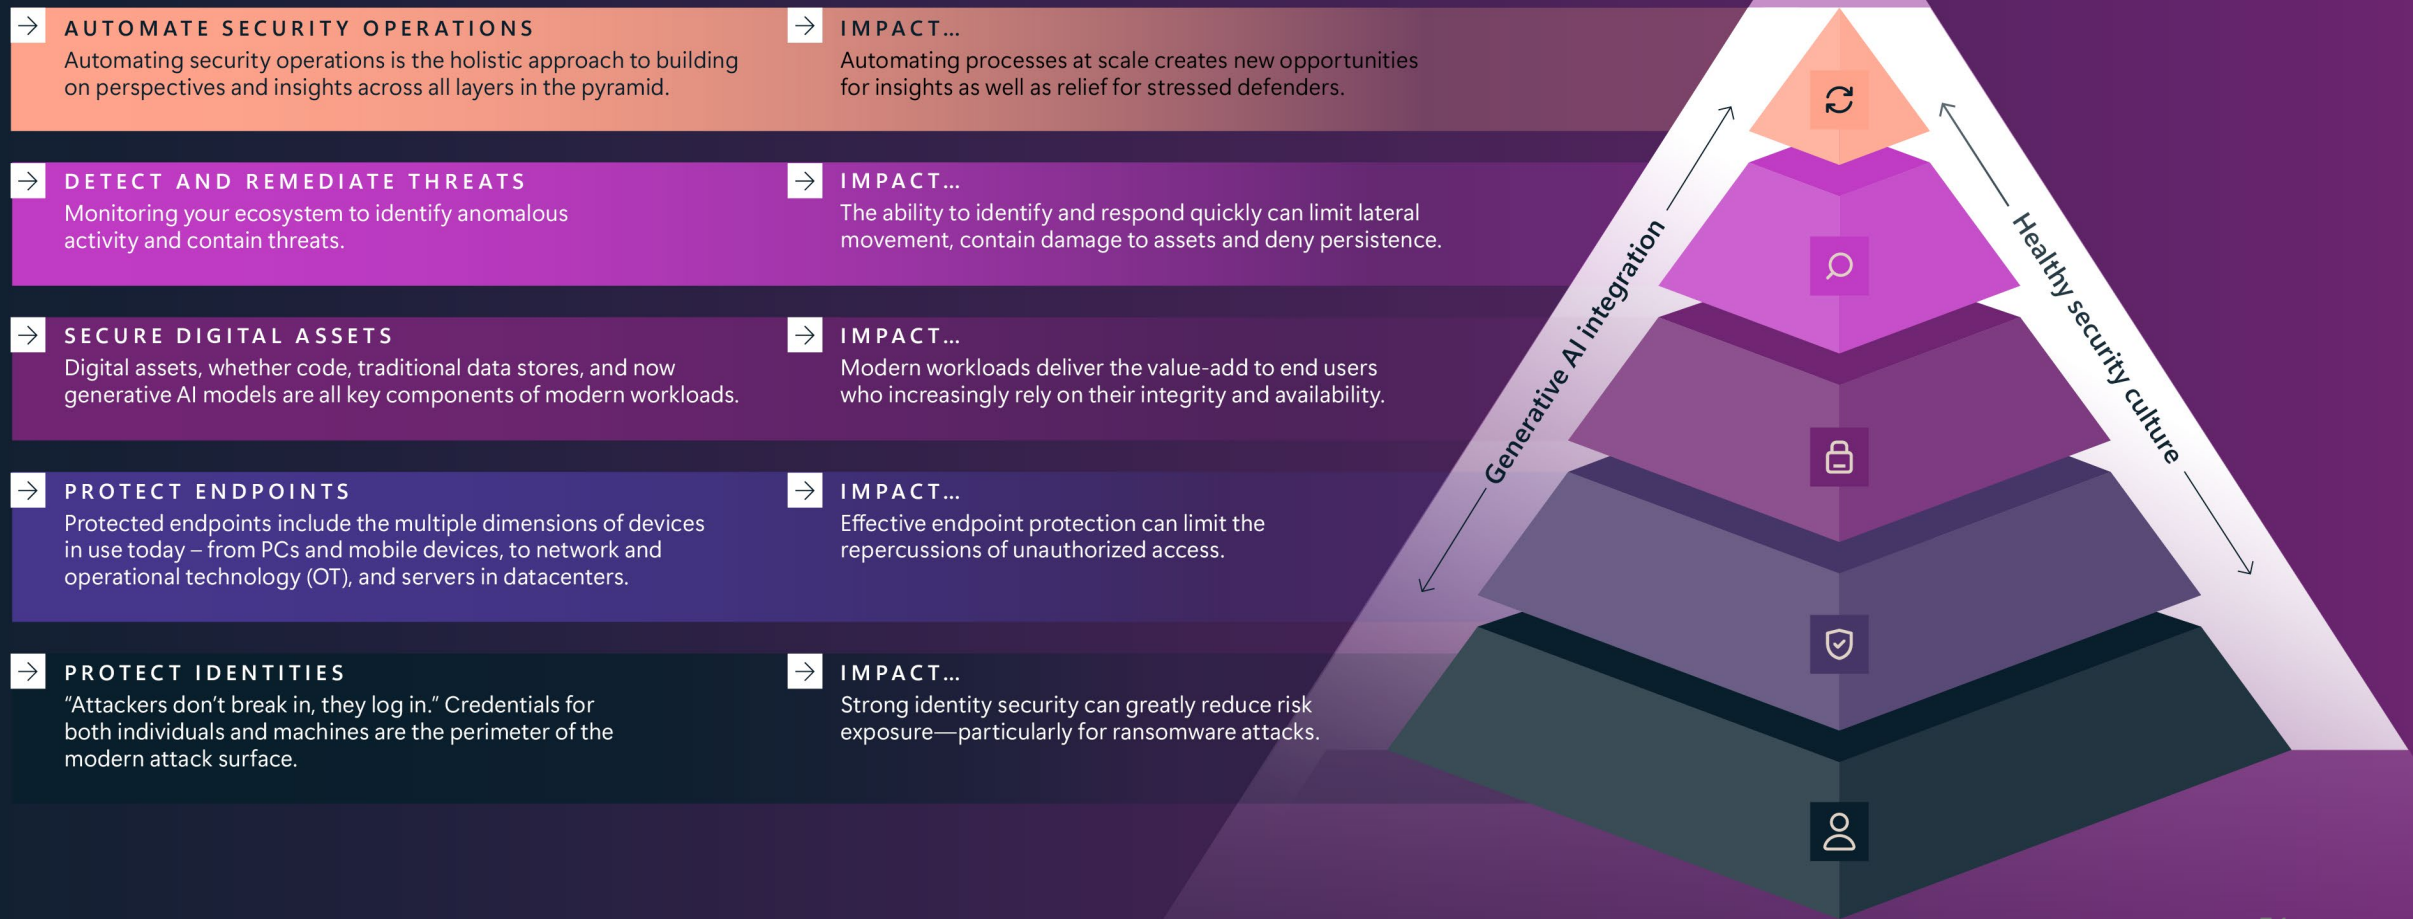 AUTOMATE SECURITY OPERATIONS
Automating security operations is the holistic approach to building
on perspectives and insights across all layers in the pyramid.
IMPACT...
Automating processes at scale creates new opportunities
for insights as well as relief for stressed defenders.
DETECT AND REMEDIATE THREATS
Monitoring your ecosystem to identify anomalous
activity and contain threats.
IMPACT...
The ability to identify and respond quickly can limit lateral
movement, contain damage to assets and deny persistence.
SECURE DIGITAL ASSETS
Digital assets, whether code, traditional data stores, and now
generative AI models are all key components of modern workloads.
IMPACT...
Modern workloads deliver the value-add to end users
who increasingly rely on their integrity and availability.
PROTECT ENDPOINTS
Protected endpoints include the multiple dimensions of devices
in use today – from PCs and mobile devices, to network and
operational technology (OT), and servers in datacenters.
IMPACT...
Effective endpoint protection can limit the
repercussions of unauthorized access.
PROTECT IDENTITIES
“Attackers don’t break in, they log in.” Credentials for
both individuals and machines are the perimeter of the
modern attack surface.
IMPACT...
Strong identity security can greatly reduce risk
exposure—particularly for ransomware attacks.
Generative AI integration
Healthy security culture